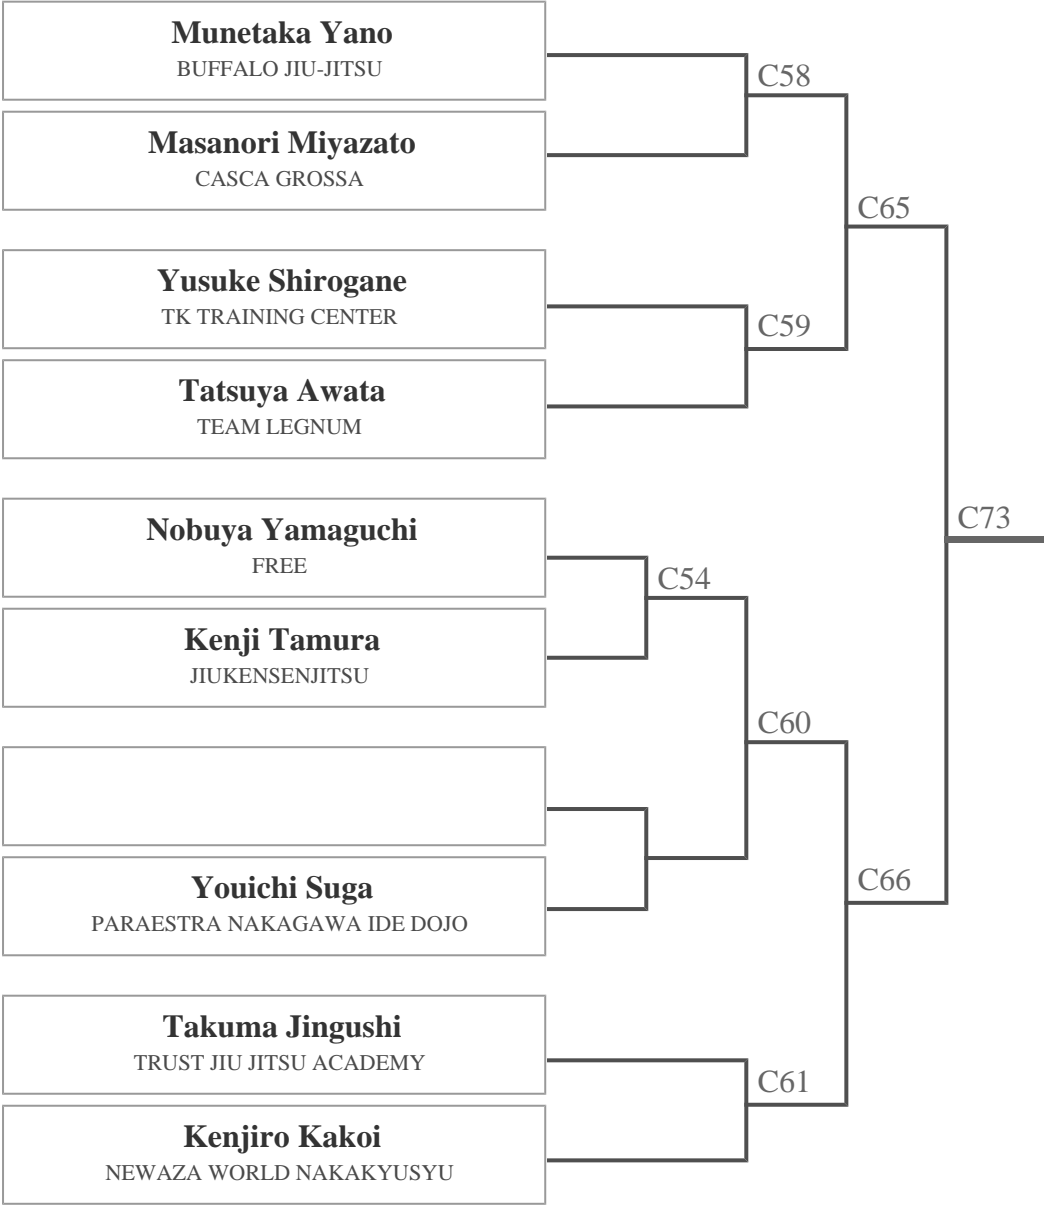 Munetaka Yano
BUFFALO JIU-JITSU
C58
Masanori Miyazato
CASCA GROSSA
C65
Yusuke Shirogane
TK TRAINING CENTER
C59
Tatsuya Awata
TEAM LEGNUM
Nobuya Yamaguchi
FREE
C73
C54
Kenji Tamura
JIUKENSENJITSU
C60
Youichi Suga
PARAESTRA NAKAGAWA IDE DOJO
C66
Takuma Jingushi
TRUST JIU JITSU ACADEMY
C61
Kenjiro Kakoi
NEWAZA WORLD NAKAKYUSYU